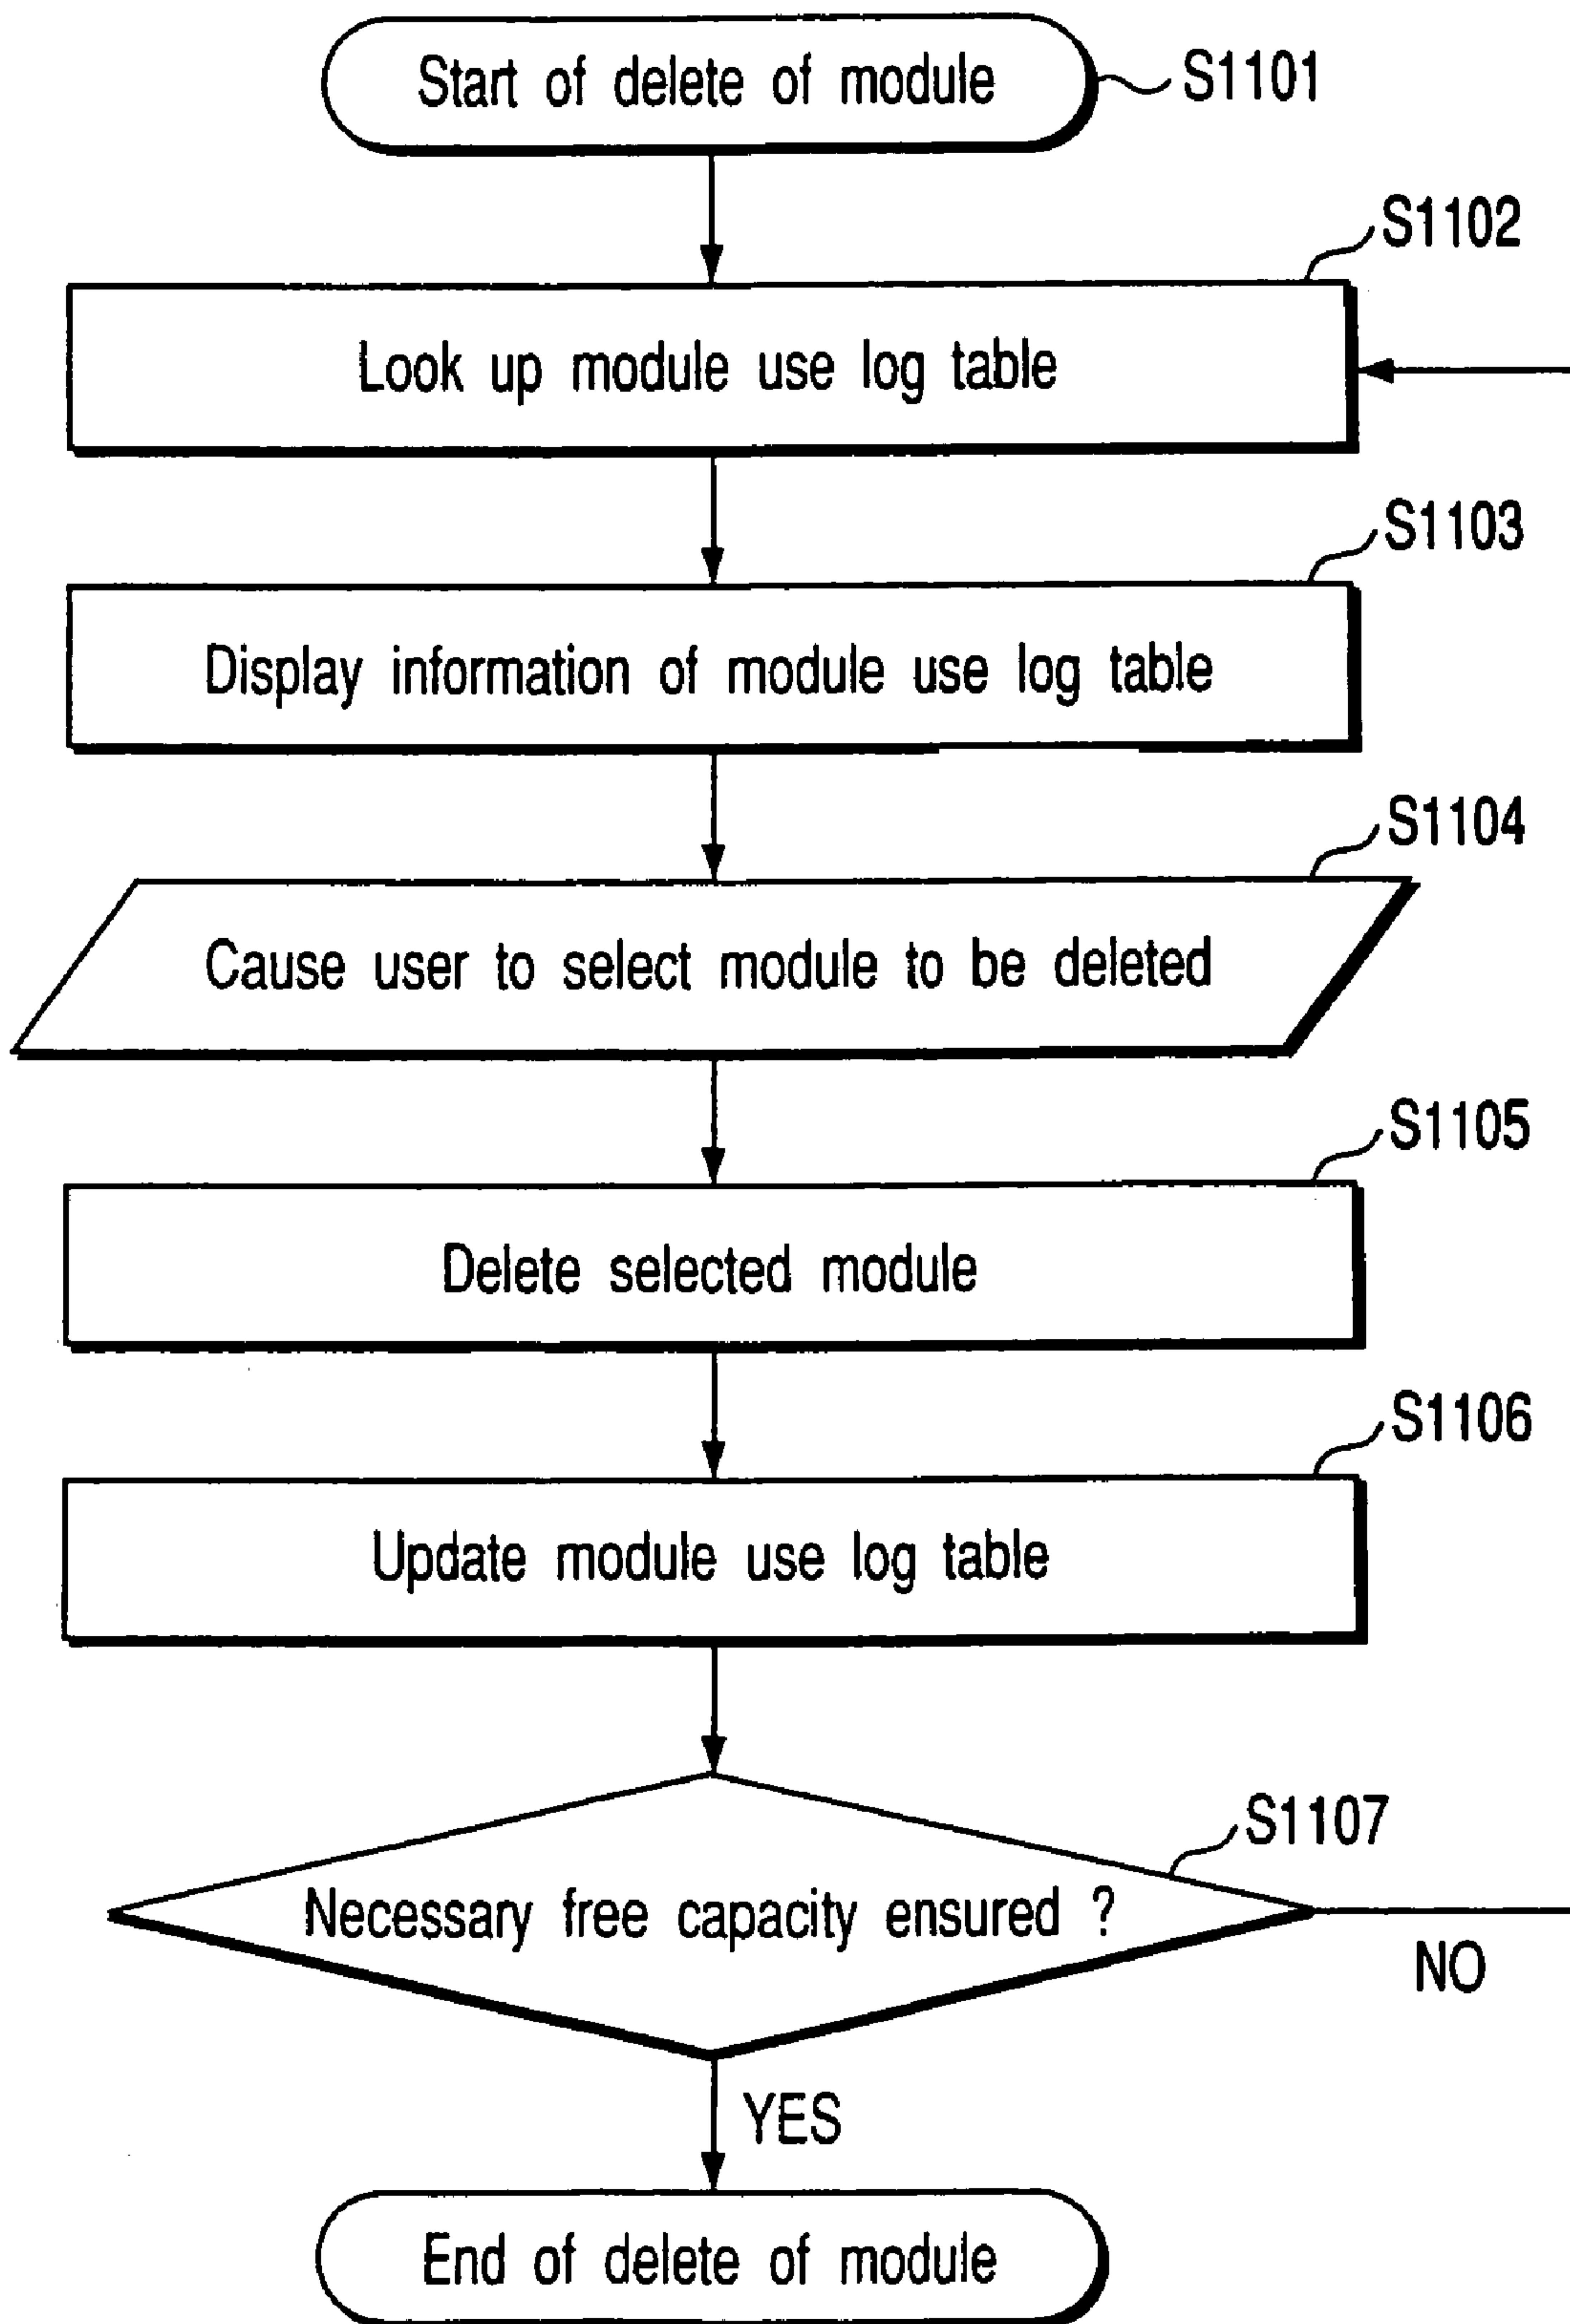 Start of delete of module
S1101
S1102
Look up module use log table
S1103
Display information of module use log table
S1104
Cause user to select module to be deleted
S1105
Delete selected module
S1106
Update module use log table
S1107
Necessary free capacity ensured ?
NO
YES
End of delete of module